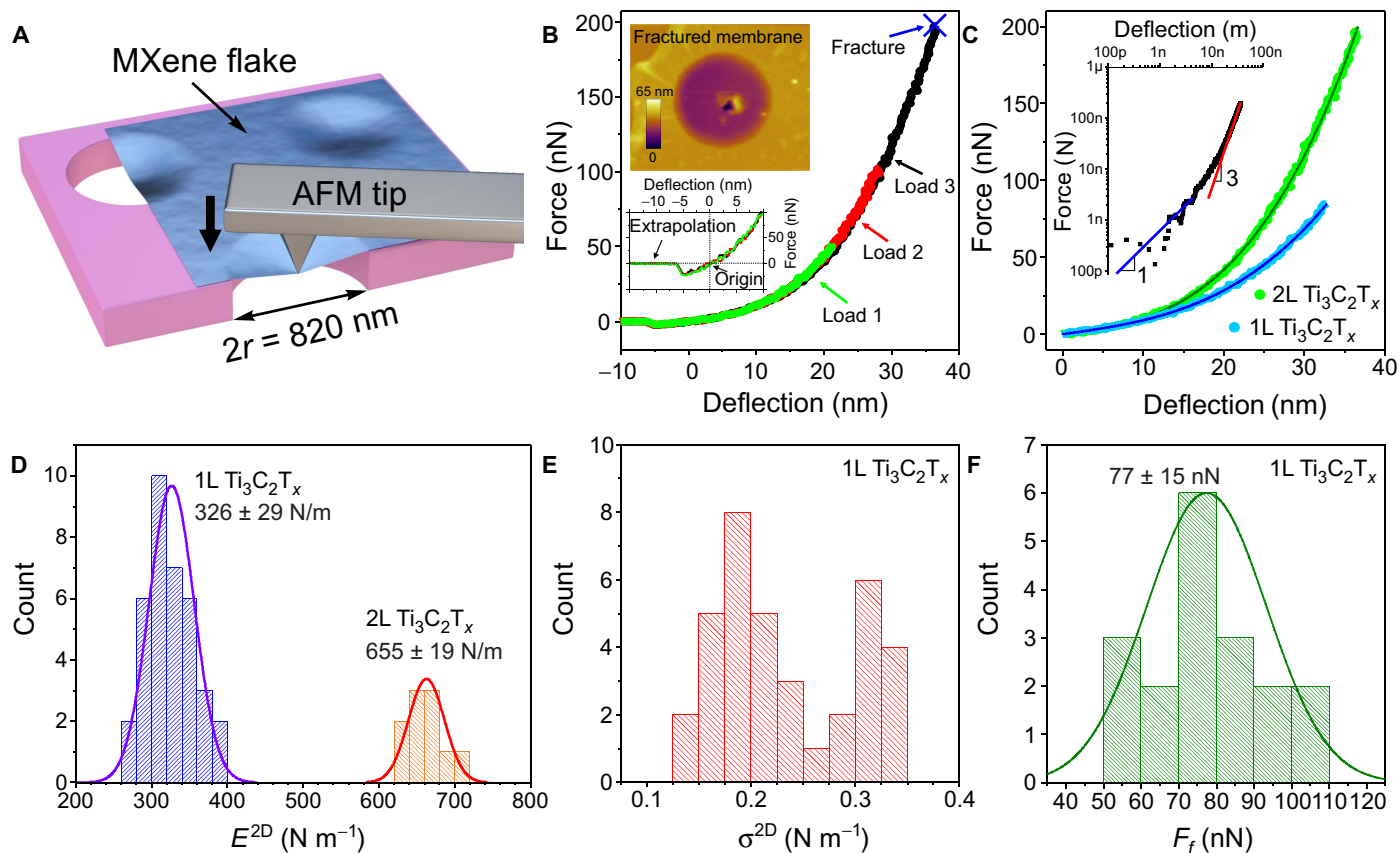 A
MXene flake
AFM tip
2r = 820 nm
B
200
150
100
50
0
Force (nN)
−10
0
10
20
30
40
Deflection (nm)
Fractured membrane
65 nm
0
Fracture
Load 3
Load 2
Load 1
Deflection (nm)
−10
−5
0
5
10
50
0
Force (nN)
Extrapolation
Origin
C
200
150
100
50
0
Force (nN)
0
10
20
30
40
Deflection (nm)
Deflection (m)
100p
1n
10n
100n
1µ
100n
10n
1n
100p
Force (N)
3
1
2L Ti₃C₂Tₓ
1L Ti₃C₂Tₓ
D
10
8
6
4
2
0
Count
1L Ti₃C₂Tₓ
326 ± 29 N/m
2L Ti₃C₂Tₓ
655 ± 19 N/m
200
300
400
500
600
700
800
E²ᴰ (N m⁻¹)
E
10
8
6
4
2
0
Count
1L Ti₃C₂Tₓ
0.1
0.2
0.3
0.4
σ²ᴰ (N m⁻¹)
F
7
6
5
4
3
2
1
0
Count
77 ± 15 nN
1L Ti₃C₂Tₓ
40
50
60
70
80
90
100
110
120
F_f (nN)